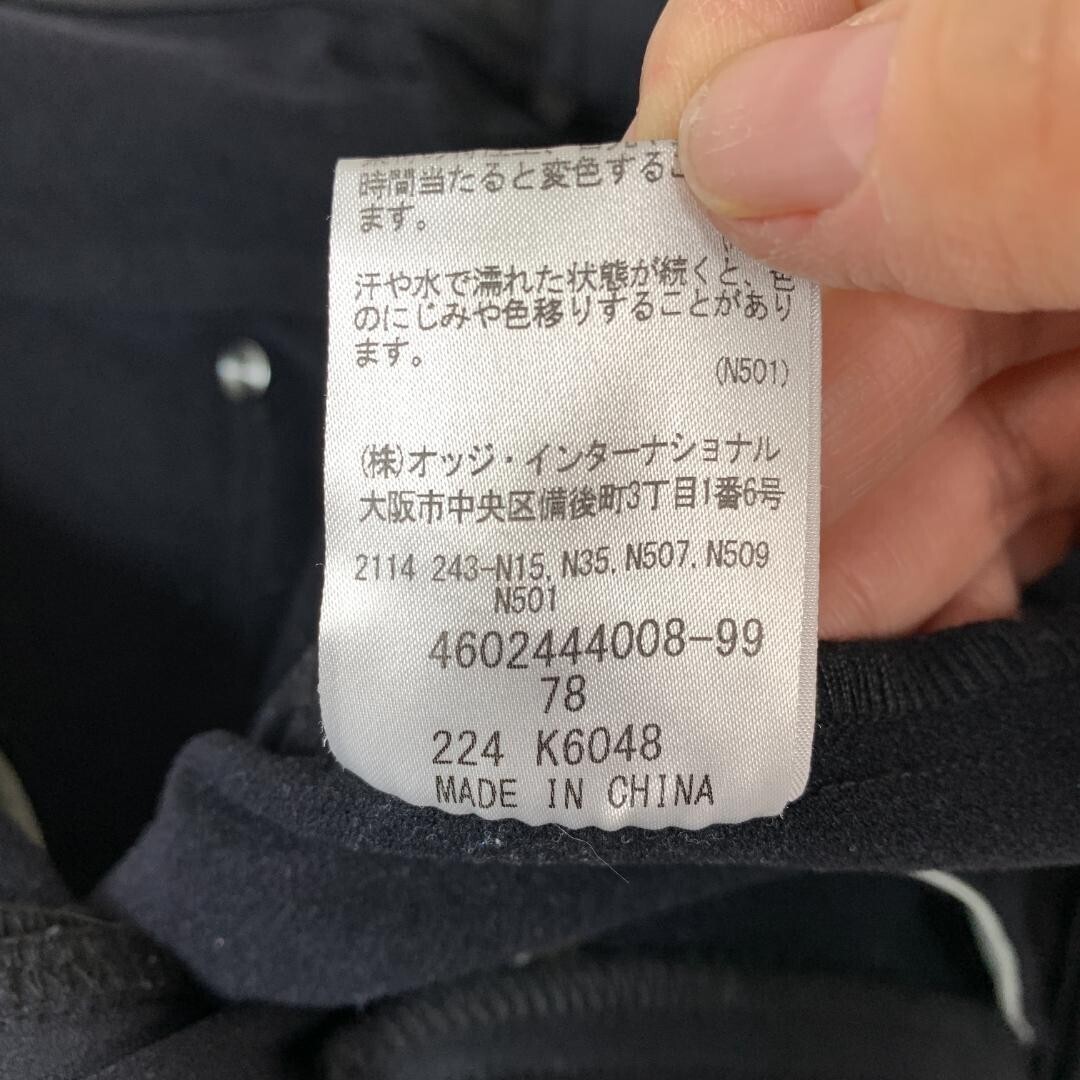 時間当たると変色するこ
ます。
汗や水で濡れた状態が続くと、色
のにじみや色移りすることがあり
ます。
(N501)
(株)オッジ・インターナショナル
大阪市中央区備後町3丁目1番6号
2114 243-N15, N35, N507, N509
N501
4602444008-99
78
224 K6048
MADE IN CHINA